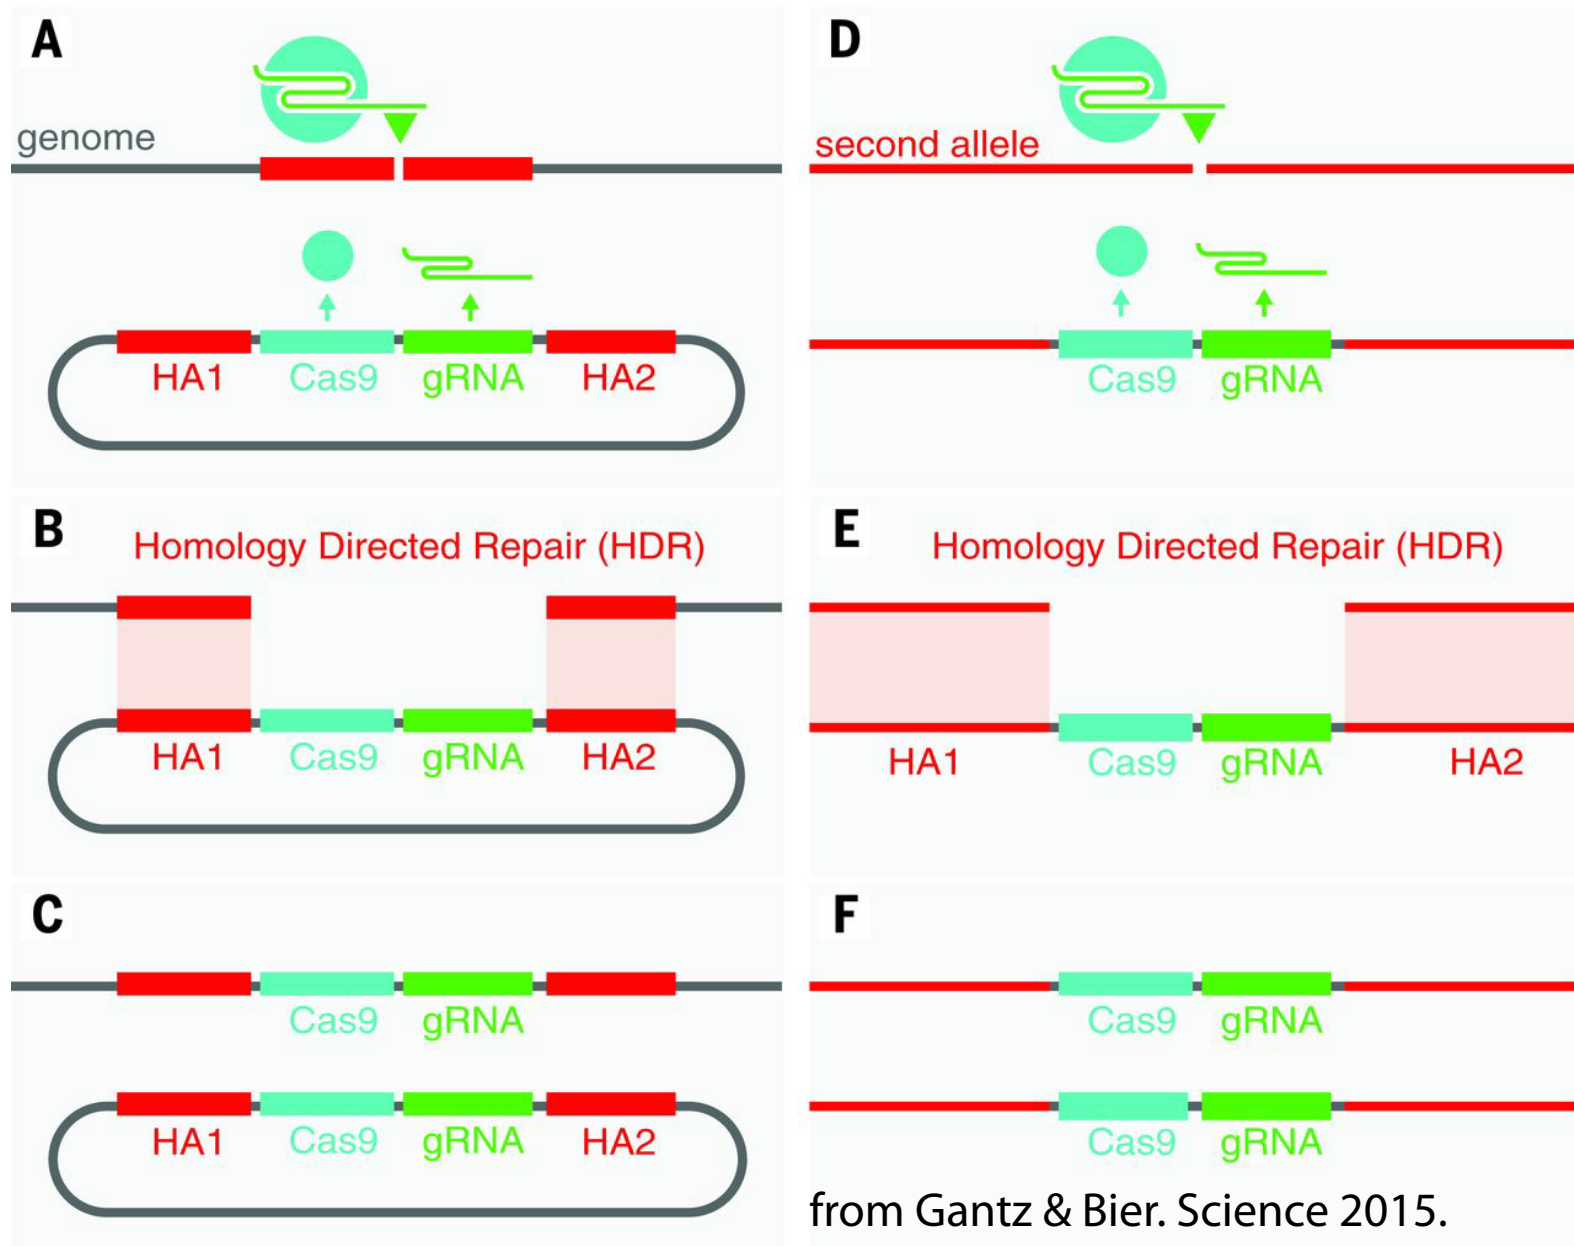 A
genome
HA1 Cas9 gRNA HA2
B
Homology Directed Repair (HDR)
HA1 Cas9 gRNA HA2
C
Cas9 gRNA
HA1 Cas9 gRNA HA2
D
second allele
Cas9 gRNA
E
Homology Directed Repair (HDR)
HA1 Cas9 gRNA HA2
F
Cas9 gRNA
Cas9 gRNA
from Gantz & Bier. Science 2015.